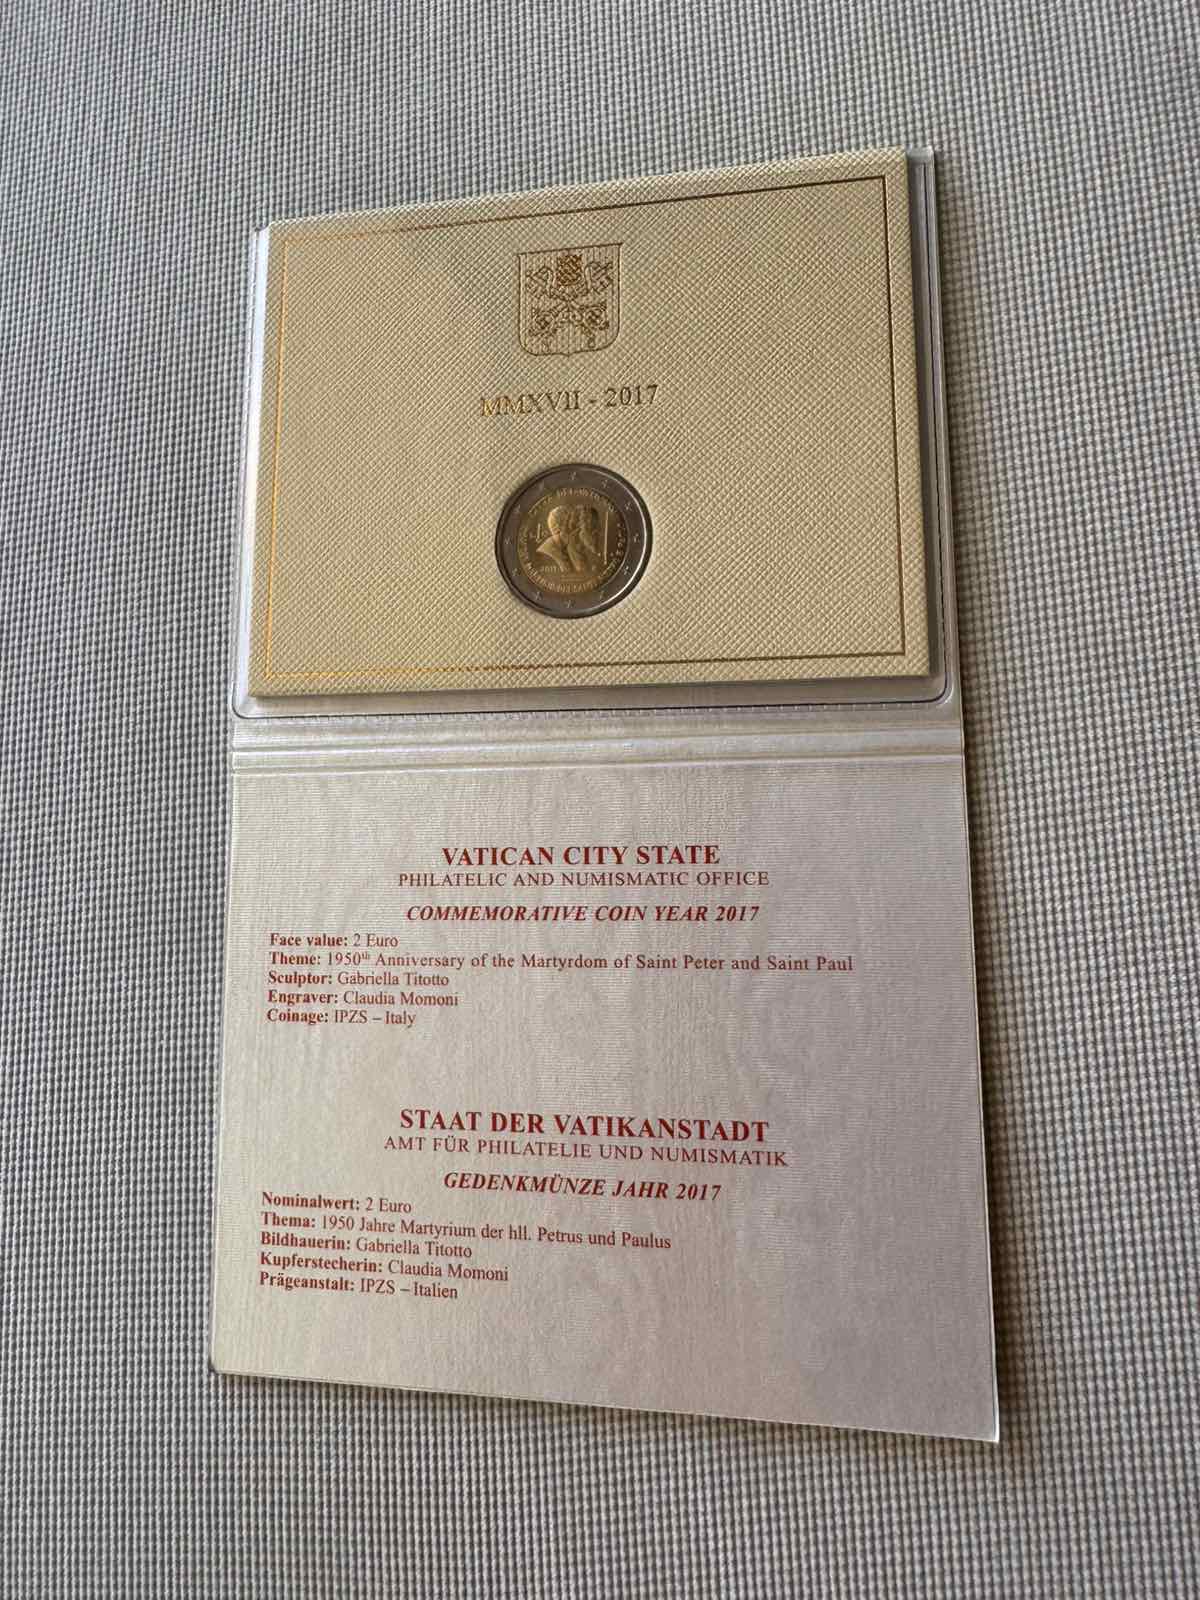 MMXVII - 2017
VATICAN CITY STATE
PHILATELIC AND NUMISMATIC OFFICE
COMMEMORATIVE COIN YEAR 2017
Face value: 2 Euro
Theme: 1950th Anniversary of the Martyrdom of Saint Peter and Saint Paul
Sculptor: Gabriella Titotto
Engraver: Claudia Momoni
Coinage: IPZS – Italy
STAAT DER VATIKANSTADT
AMT FÜR PHILATELIE UND NUMISMATIK
GEDENKMÜNZE JAHR 2017
Nominalwert: 2 Euro
Thema: 1950 Jahre Martyrium der hll. Petrus und Paulus
Bildhauerin: Gabriella Titotto
Kupferstecherin: Claudia Momoni
Prägeanstalt: IPZS – Italien